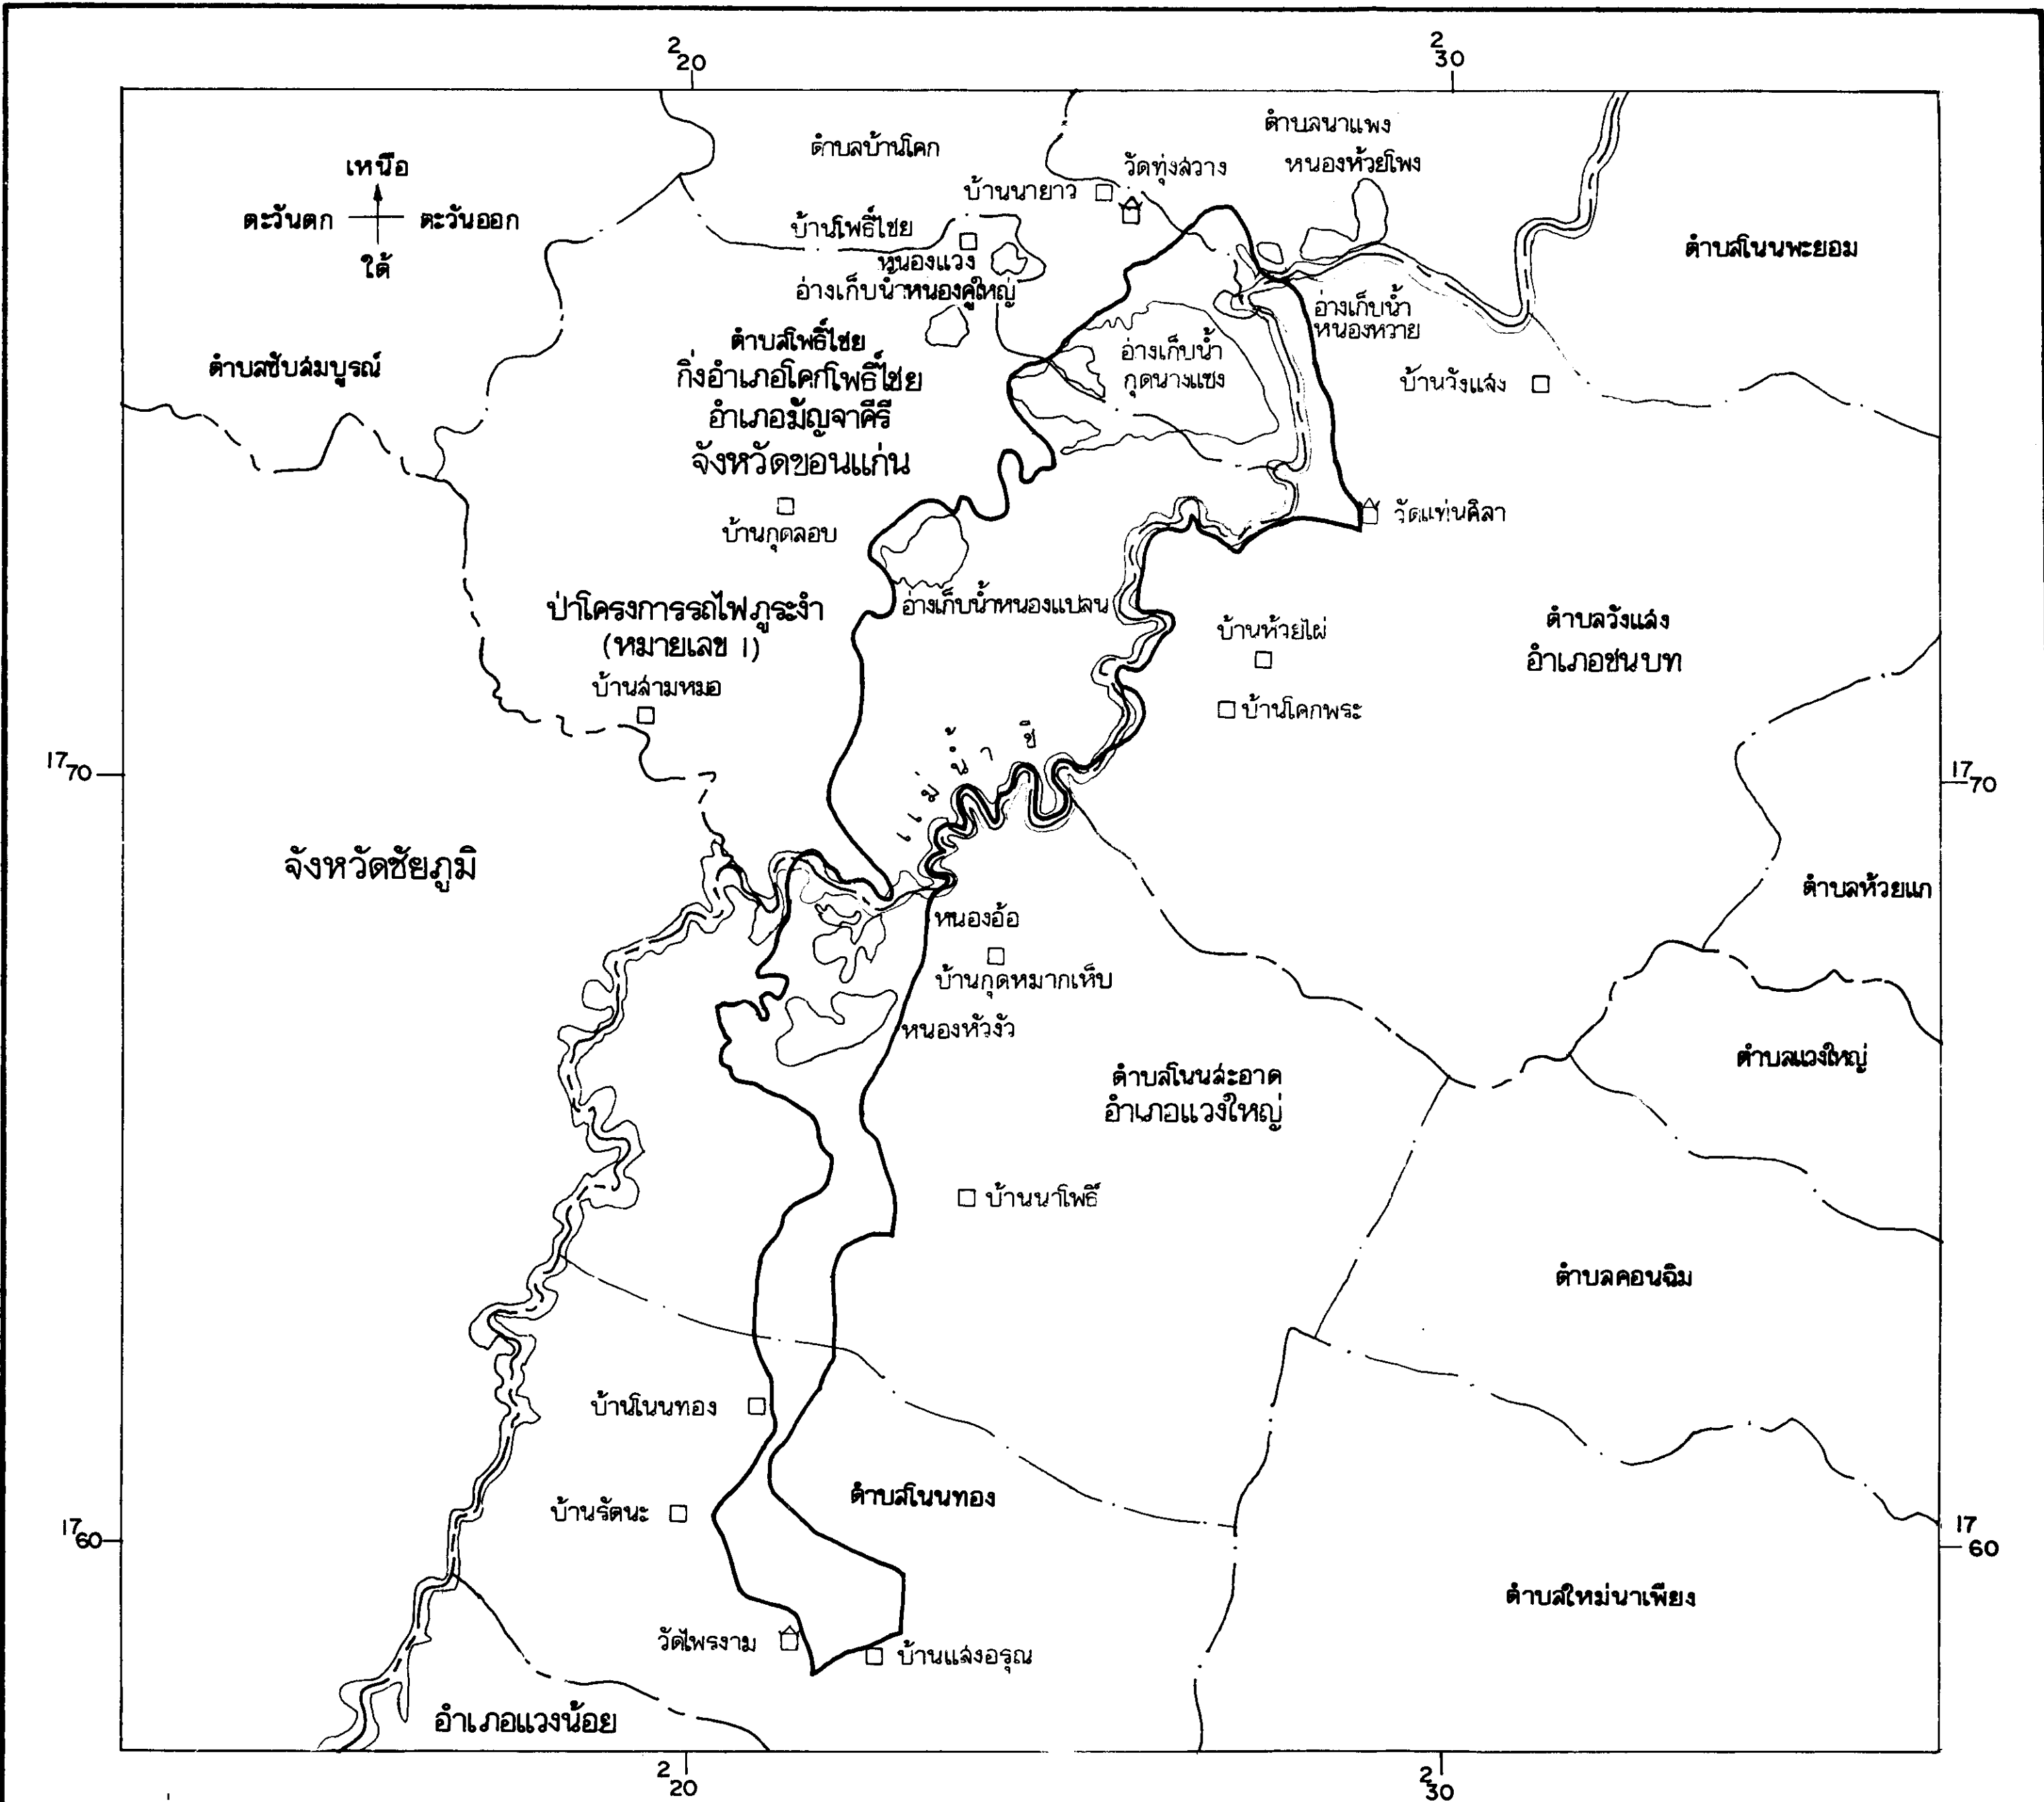 2 20
2 30
เหนือ
ตะวันตก
ตะวันออก
ใต้
ตำบลบ้านโคก
ตำบลนาแพง
วัดทุ่งสว่าง
หนองห้วยโพง
บ้านนายาว
บ้านโพธิ์ไชย
ตำบลโนนพะยอม
หนองแวง
อ่างเก็บน้ำหนองคูใหญ่
อ่างเก็บน้ำ
หนองหวาย
ตำบลโพธิ์ไชย
กิ่งอำเภอโคกโพธิ์ไชย
อำเภอมัญจาคีรี
จังหวัดขอนแก่น
อ่างเก็บน้ำ
กุดนางแซง
ตำบลซับสมบูรณ์
บ้านวังแสง
บ้านกุดลอบ
วัดแท่นศิลา
ป่าโครงการรถไฟภูระงำ
(หมายเลข 1)
อ่างเก็บน้ำหนองแปลน
ตำบลวังแสง
อำเภอชนบท
บ้านห้วยไผ่
บ้านสามหมอ
บ้านโคกพระ
แม่น้ำชี
17 70
17 70
จังหวัดชัยภูมิ
ตำบลห้วยแก
หนองอ้อ
บ้านกุดหมากเห็บ
หนองหัววัว
ตำบลแวงใหญ่
ตำบลโนนสะอาด
อำเภอแวงใหญ่
บ้านนาโพธิ์
ตำบลคอนฉิม
บ้านโนนทอง
ตำบลโนนทอง
บ้านรัตนะ
17 60
17 60
ตำบลใหม่นาเพียง
วัดไพรงาม
บ้านแสงอรุณ
อำเภอแวงน้อย
2 20
2 30